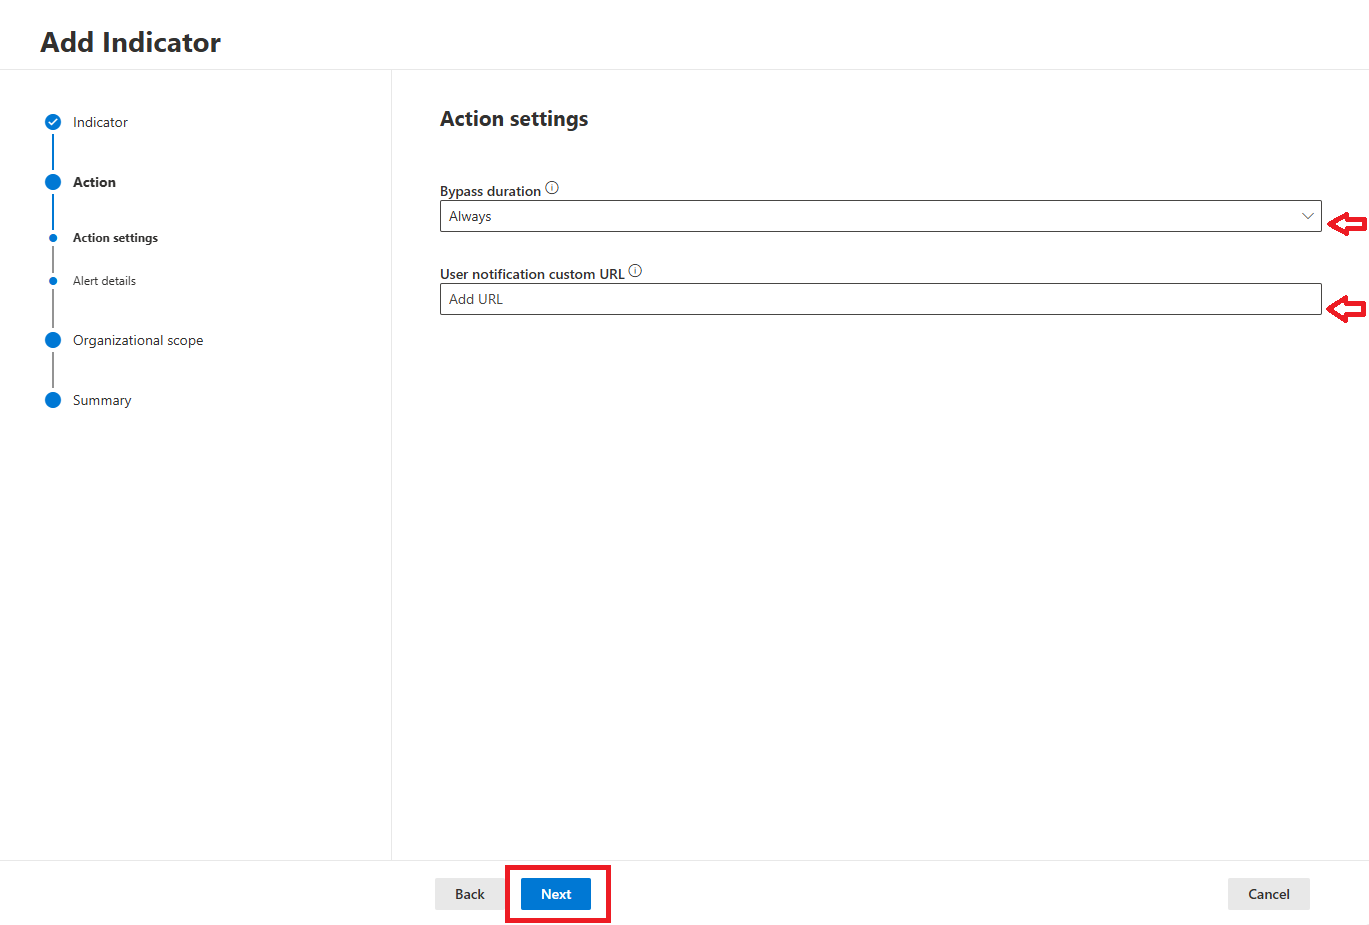 Add Indicator
Indicator
Action
Action settings
Alert details
Organizational scope
Summary
Action settings
Bypass duration
Always
User notification custom URL
Add URL
Back
Next
Cancel